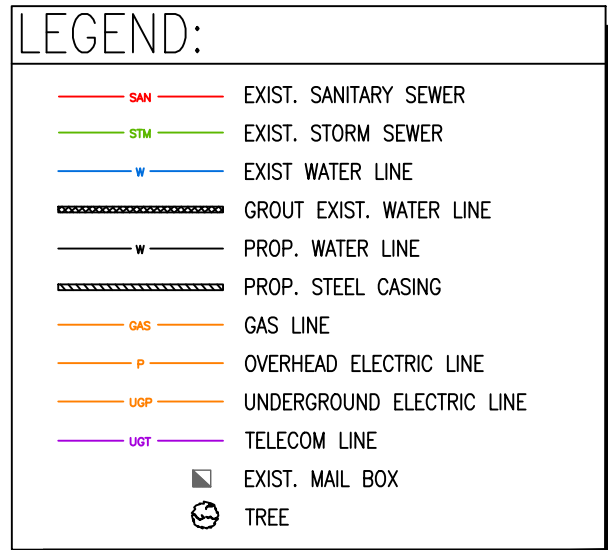 LEGEND:
SAN EXIST. SANITARY SEWER
STM EXIST. STORM SEWER
W EXIST WATER LINE
GROUT EXIST. WATER LINE
W PROP. WATER LINE
PROP. STEEL CASING
GAS GAS LINE
P OVERHEAD ELECTRIC LINE
UGP UNDERGROUND ELECTRIC LINE
UGT TELECOM LINE
EXIST. MAIL BOX
TREE